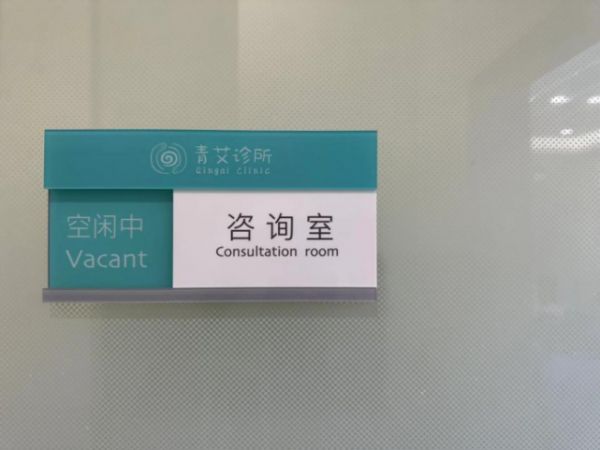 青艾诊所
Qingai clinic
空闲中
Vacant
咨询室
Consultation room